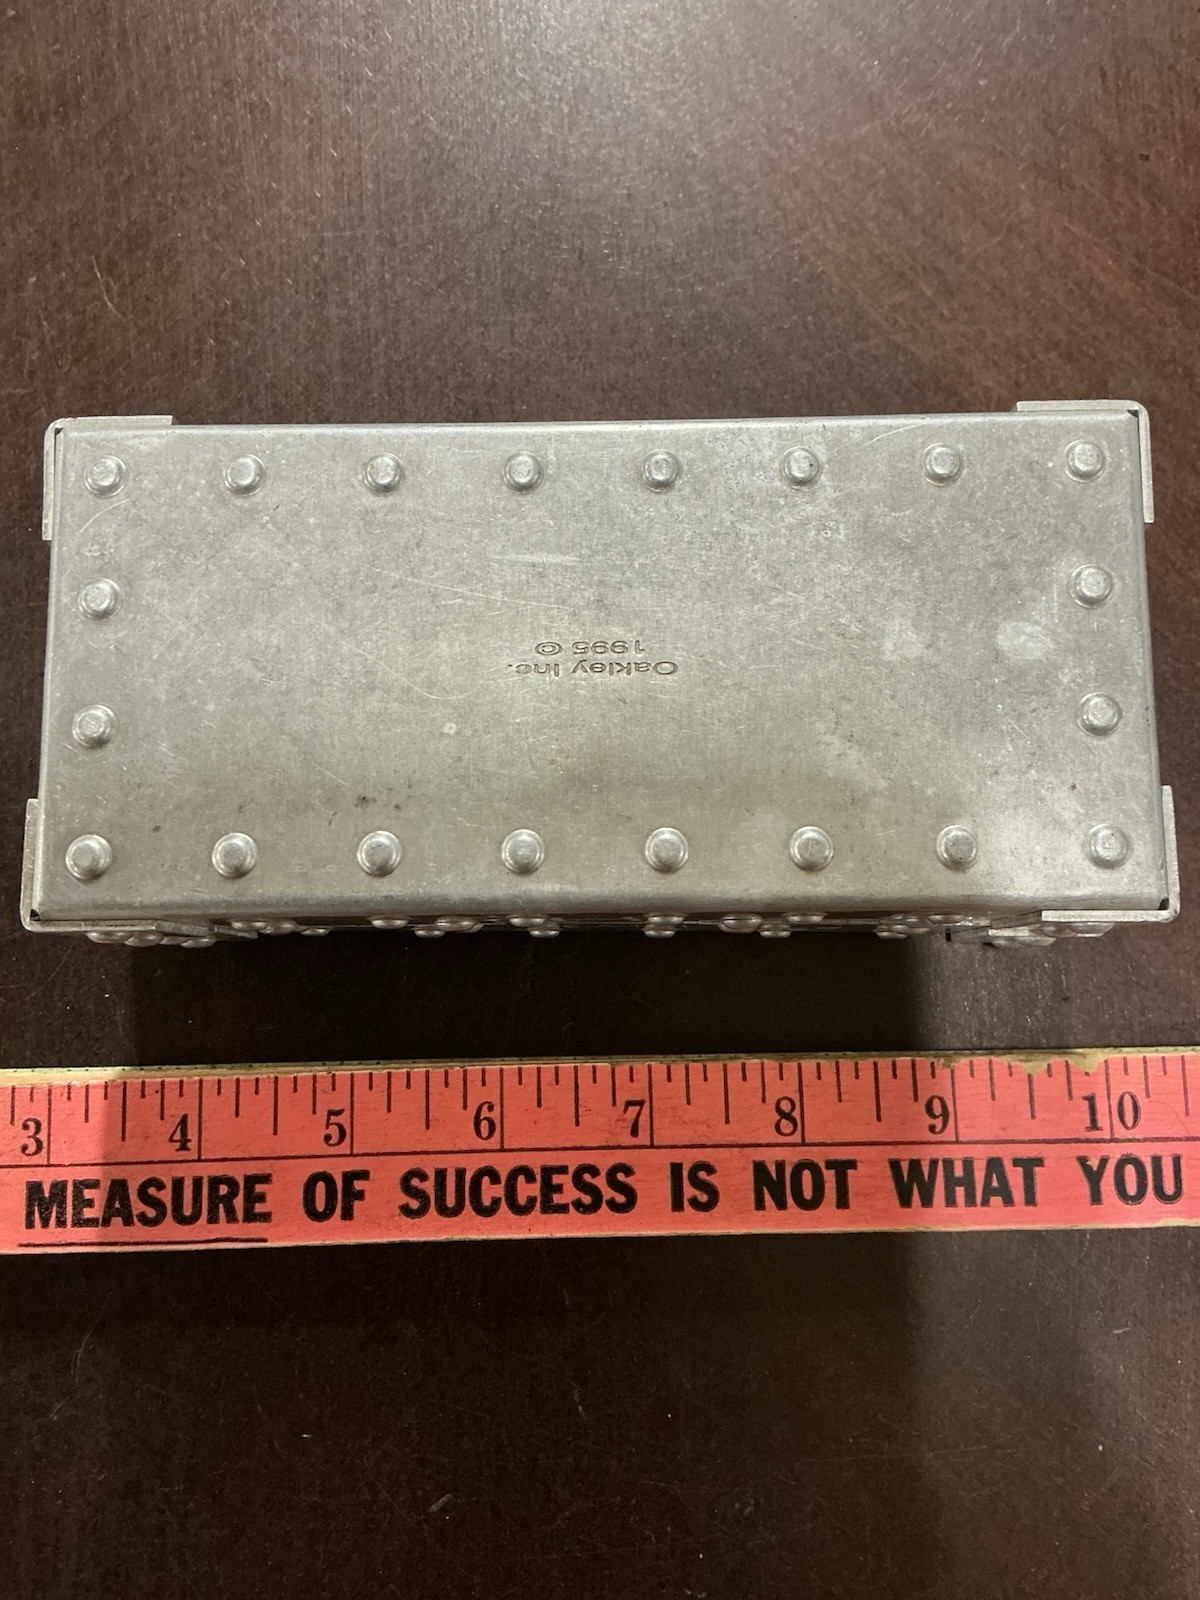 Oakley Inc.
1995 ©
3 4 5 6 7 8 9 10
MEASURE OF SUCCESS IS NOT WHAT YOU